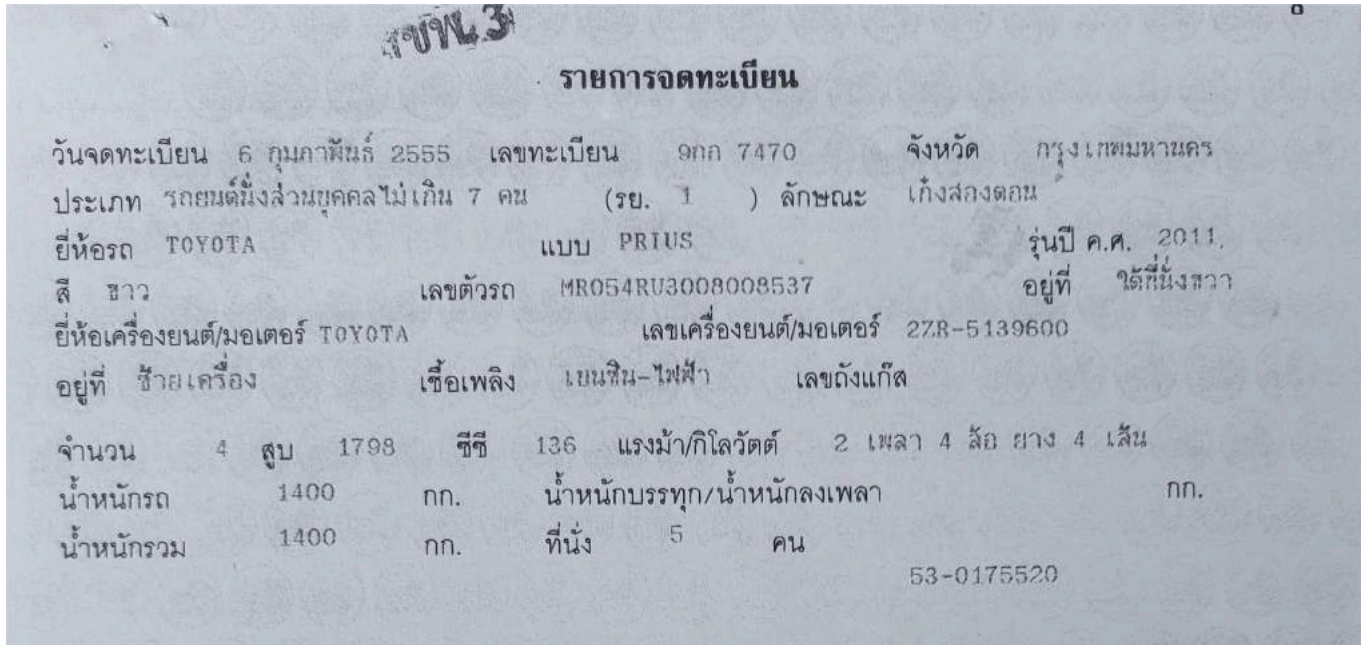 ขพ.3
รายการจดทะเบียน
วันจดทะเบียน 6 กุมภาพันธ์ 2555 เลขทะเบียน 9กก 7470 จังหวัด กรุงเทพมหานคร
ประเภท รถยนต์นั่งส่วนบุคคลไม่เกิน 7 คน (รย. 1 ) ลักษณะ เก๋งสองตอน
ยี่ห้อรถ TOYOTA แบบ PRIUS รุ่นปี ค.ศ. 2011
สี ขาว เลขตัวรถ MR054RU3008008537 อยู่ที่ ใต้ที่นั่งขวา
ยี่ห้อเครื่องยนต์/มอเตอร์ TOYOTA เลขเครื่องยนต์/มอเตอร์ 2ZR-5139600
อยู่ที่ ซ้ายเครื่อง เชื้อเพลิง เบนซิน-ไฟฟ้า เลขถังแก๊ส
จำนวน 4 สูบ 1798 ซีซี 136 แรงม้า/กิโลวัตต์ 2 เพลา 4 ล้อ ยาง 4 เส้น
น้ำหนักรถ 1400 กก. น้ำหนักบรรทุก/น้ำหนักลงเพลา กก.
น้ำหนักรวม 1400 กก. ที่นั่ง 5 คน
53-0175520